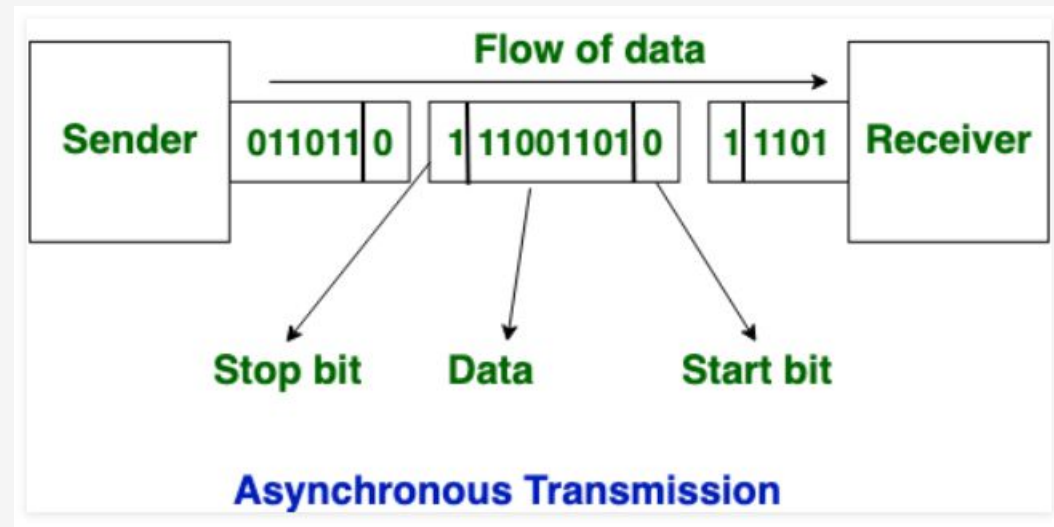 Flow of data
Sender 011011 0 1 11001101 0 1 1101 Receiver
Stop bit Data Start bit
Asynchronous Transmission